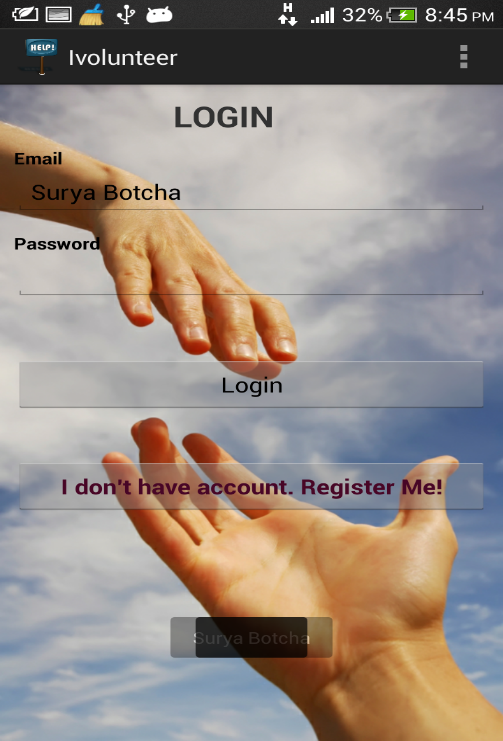 H 32% 8:45 PM
HELP! Ivolunteer
LOGIN
Email
Surya Botcha
Password
Login
I don't have account. Register Me!
Surya Botcha